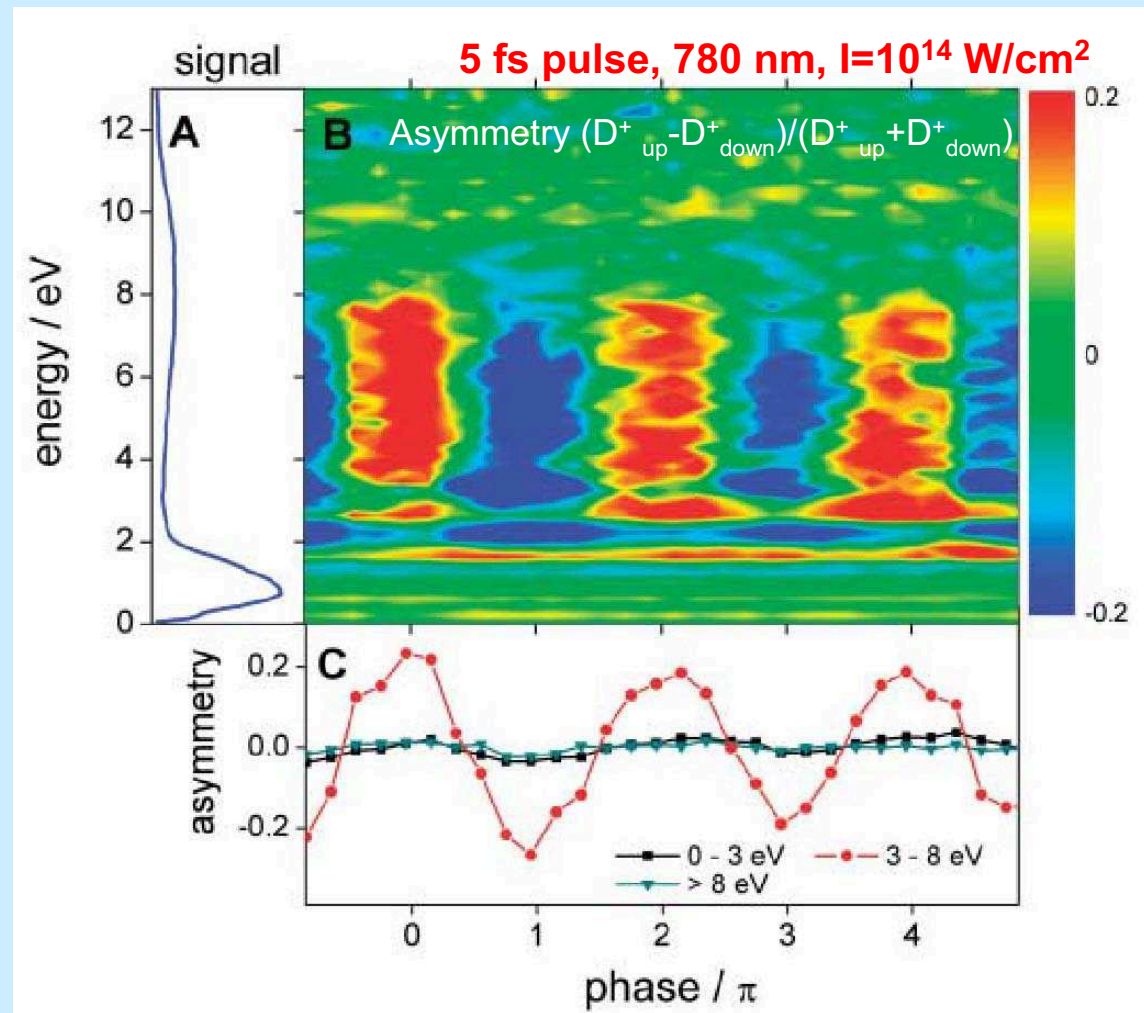 signal
5 fs pulse, 780 nm, I=10¹⁴ W/cm²
A
B
Asymmetry (D⁺up-D⁺down)/(D⁺up+D⁺down)
energy / eV
12
10
8
6
4
2
0
0.2
0
-0.2
asymmetry
C
0.2
0.0
-0.2
0 - 3 eV
3 - 8 eV
> 8 eV
0 1 2 3 4
phase / π